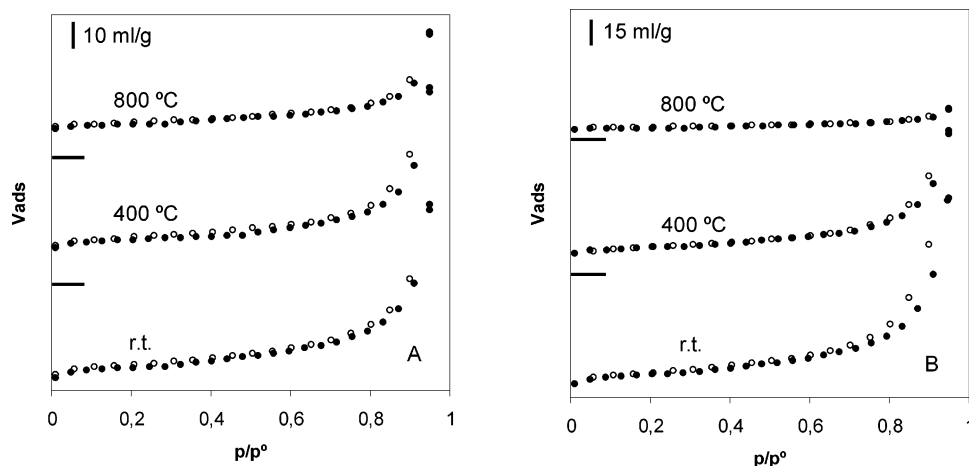 10 ml/g
800 ºC
400 ºC
r.t.
A
Vads
0 0,2 0,4 0,6 0,8 1
p/pº
15 ml/g
800 ºC
400 ºC
r.t.
B
Vads
0 0,2 0,4 0,6 0,8 1
p/pº